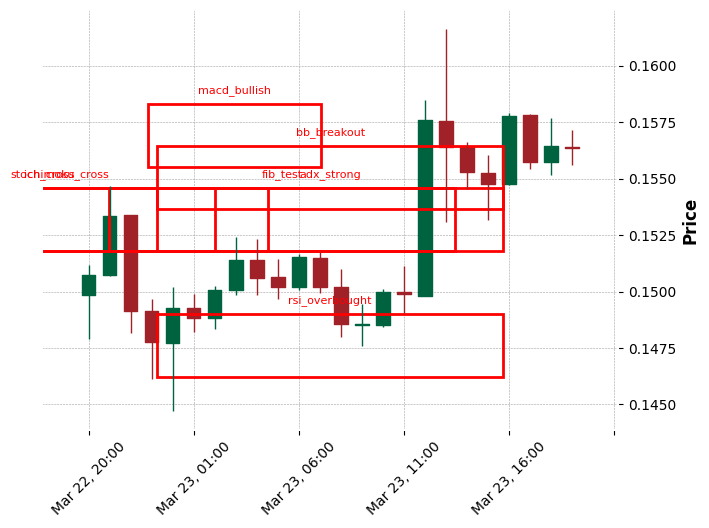 0.1600
macd_bullish
0.1575
bb_breakout
stoch_cross
ichimoku_cross
fib_test
adx_strong
0.1550
0.1525
Price
0.1500
rsi_overbought
0.1475
0.1450
Mar 22, 20:00
Mar 23, 01:00
Mar 23, 06:00
Mar 23, 11:00
Mar 23, 16:00